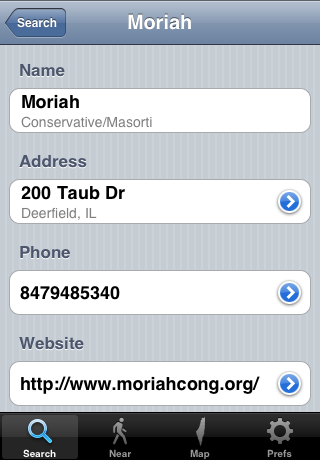 Search
Moriah
Name
Moriah
Conservative/Masorti
Address
200 Taub Dr
Deerfield, IL
Phone
8479485340
Website
http://www.moriahcong.org/
Search
Near
Map
Prefs